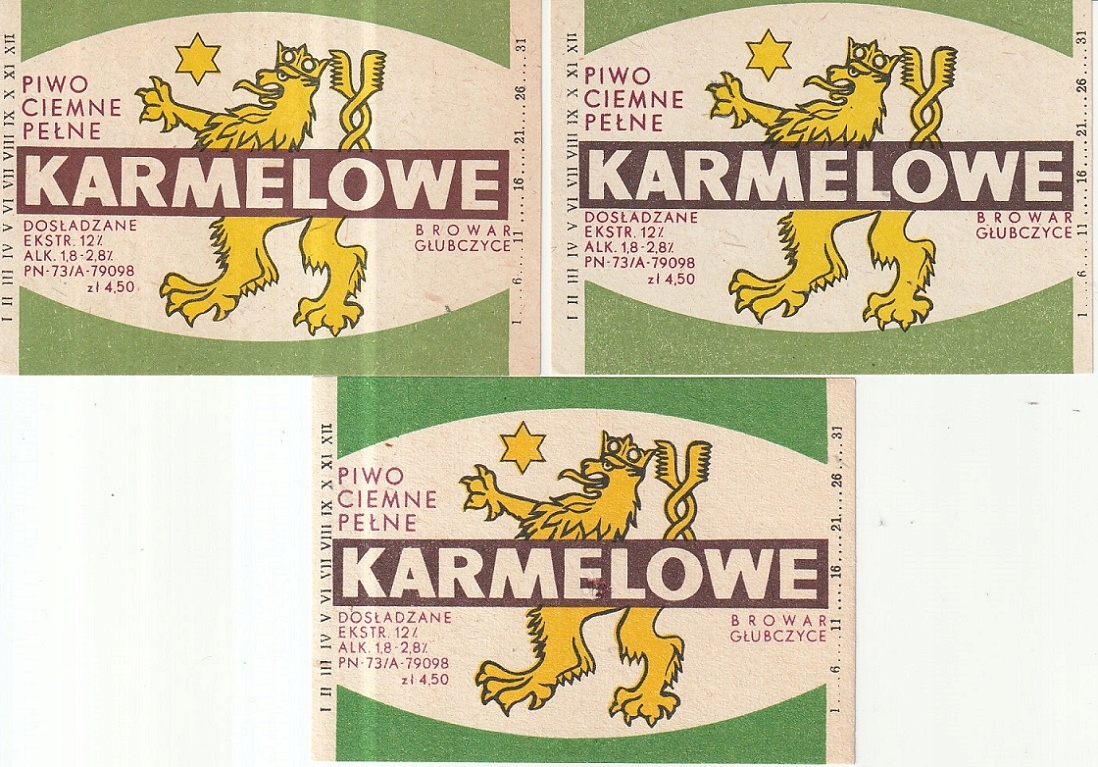 I II III IV V VI VII VIII IX X XI XII
PIWO
CIEMNE
PEŁNE
KARMELOWE
DOSŁADZANE
EKSTR. 12%
ALK. 1,8-2,8%
PN-73/A-79098
zł 4,50
BROWAR
GŁUBCZYCE
1....6....11....16....21....26....31
I II III IV V VI VII VIII IX X XI XII
PIWO
CIEMNE
PEŁNE
KARMELOWE
DOSŁADZANE
EKSTR. 12%
ALK. 1,8-2,8%
PN-73/A-79098
zł 4,50
BROWAR
GŁUBCZYCE
1....6....11....16....21....26....31
I II III IV V VI VII VIII IX X XI XII
PIWO
CIEMNE
PEŁNE
KARMELOWE
DOSŁADZANE
EKSTR. 12%
ALK. 1,8-2,8%
PN-73/A-79098
zł 4,50
BROWAR
GŁUBCZYCE
1....6....11....16....21....26....31